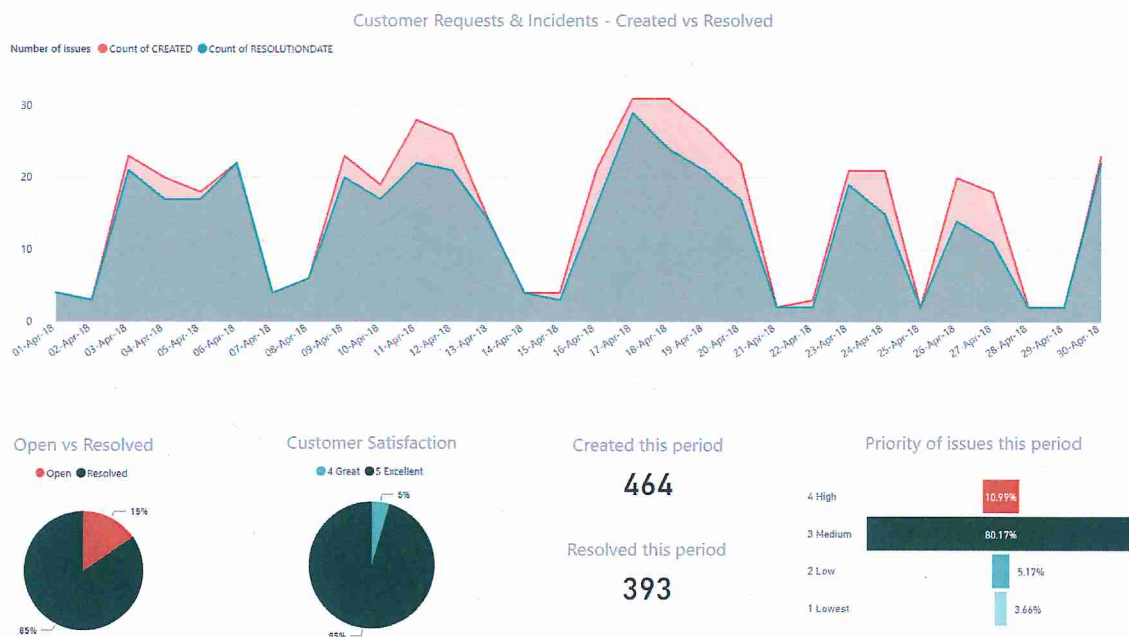 Customer Requests & Incidents - Created vs Resolved
Number of issues Count of CREATED Count of RESOLUTIONDATE
30
20
10
0
01-Apr-18
02-Apr-18
03-Apr-18
04-Apr-18
05-Apr-18
06-Apr-18
07-Apr-18
08-Apr-18
09-Apr-18
10-Apr-18
11-Apr-18
12-Apr-18
13-Apr-18
14-Apr-18
15-Apr-18
16-Apr-18
17-Apr-18
18-Apr-18
19-Apr-18
20-Apr-18
21-Apr-18
22-Apr-18
23-Apr-18
24-Apr-18
25-Apr-18
26-Apr-18
27-Apr-18
28-Apr-18
29-Apr-18
30-Apr-18
Open vs Resolved
Open Resolved
15%
85%
Customer Satisfaction
4 Great 5 Excellent
5%
95%
Created this period
464
Resolved this period
393
Priority of issues this period
4 High 10.99%
3 Medium 80.17%
2 Low 5.17%
1 Lowest 3.66%